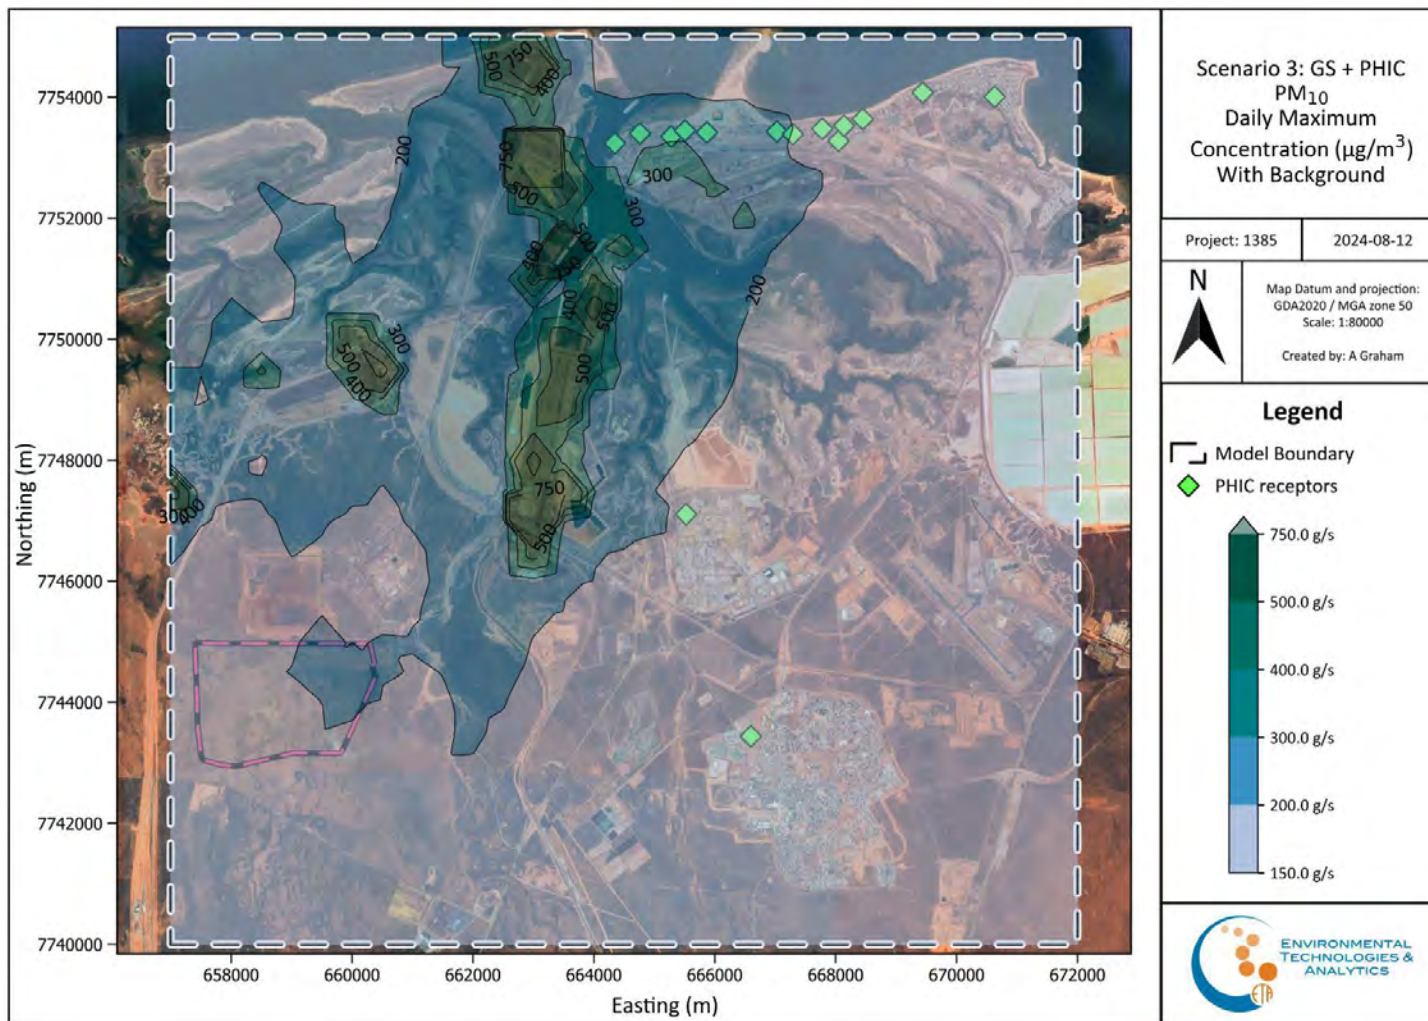 Scenario 3: GS + PHIC
PM10
Daily Maximum
Concentration (µg/m³)
With Background
Project: 1385
2024-08-12
N
Map Datum and projection:
GDA2020 / MGA zone 50
Scale: 1:80000
Created by: A Graham
Legend
Model Boundary
PHIC receptors
750.0 g/s
500.0 g/s
400.0 g/s
300.0 g/s
200.0 g/s
150.0 g/s
ENVIRONMENTAL
TECHNOLOGIES
& ANALYTICS
ETA
Northing (m)
7754000
7752000
7750000
7748000
7746000
7744000
7742000
7740000
658000
660000
662000
664000
666000
668000
670000
672000
Easting (m)
500
750
400
200
750
500
300
300
500
500
750
200
400
500
300
500
400
500
750
500
300